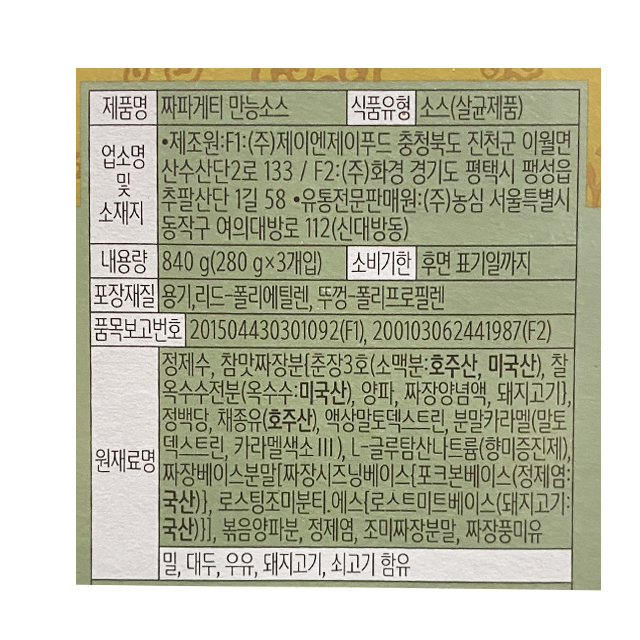 제품명 짜파게티 만능소스 식품유형 소스(살균제품)
업소명 및 소재지
•제조원:F1:(주)제이엔제이푸드 충청북도 진천군 이월면
산수산단2로 133 / F2:(주)화경 경기도 평택시 팽성읍
추팔산단 1길 58 •유통전문판매원:(주)농심 서울특별시
동작구 여의대방로 112(신대방동)
내용량 840 g(280 g×3개입) 소비기한 후면 표기일까지
포장재질 용기,리드-폴리에틸렌, 뚜껑-폴리프로필렌
품목보고번호 201504430301092(F1), 200103062441987(F2)
원재료명
정제수, 참맛짜장분{춘장3호(소맥분:호주산, 미국산), 찰
옥수수전분(옥수수:미국산), 양파, 짜장양념액, 돼지고기},
정백당, 채종유(호주산), 액상말토덱스트린, 분말카라멜(말토
덱스트린, 카라멜색소Ⅲ), L-글루탐산나트륨(향미증진제),
짜장베이스분말[짜장시즈닝베이스{포크본베이스(정제염:
국산)}, 로스팅조미분티.에스{로스트미트베이스(돼지고기:
국산)}], 볶음양파분, 정제염, 조미짜장분말, 짜장풍미유
밀, 대두, 우유, 돼지고기, 쇠고기 함유